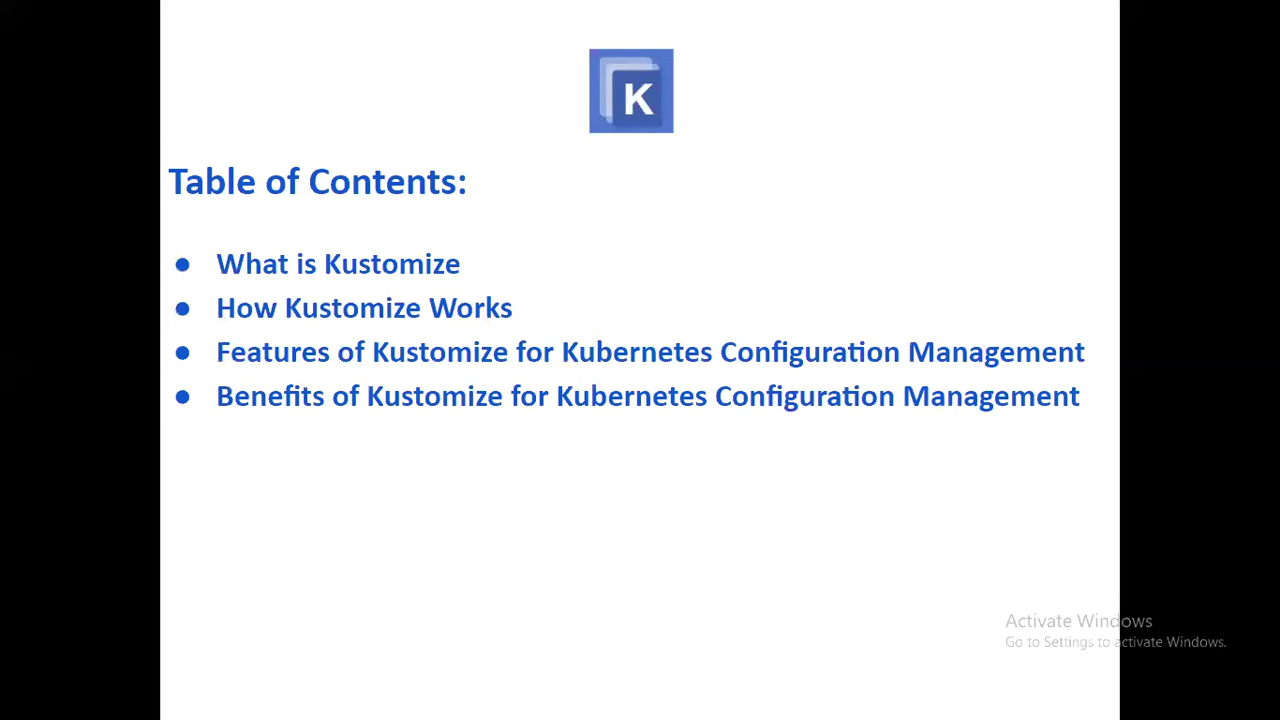 K
Table of Contents:
● What is Kustomize
● How Kustomize Works
● Features of Kustomize for Kubernetes Configuration Management
● Benefits of Kustomize for Kubernetes Configuration Management
Activate Windows
Go to Settings to activate Windows.